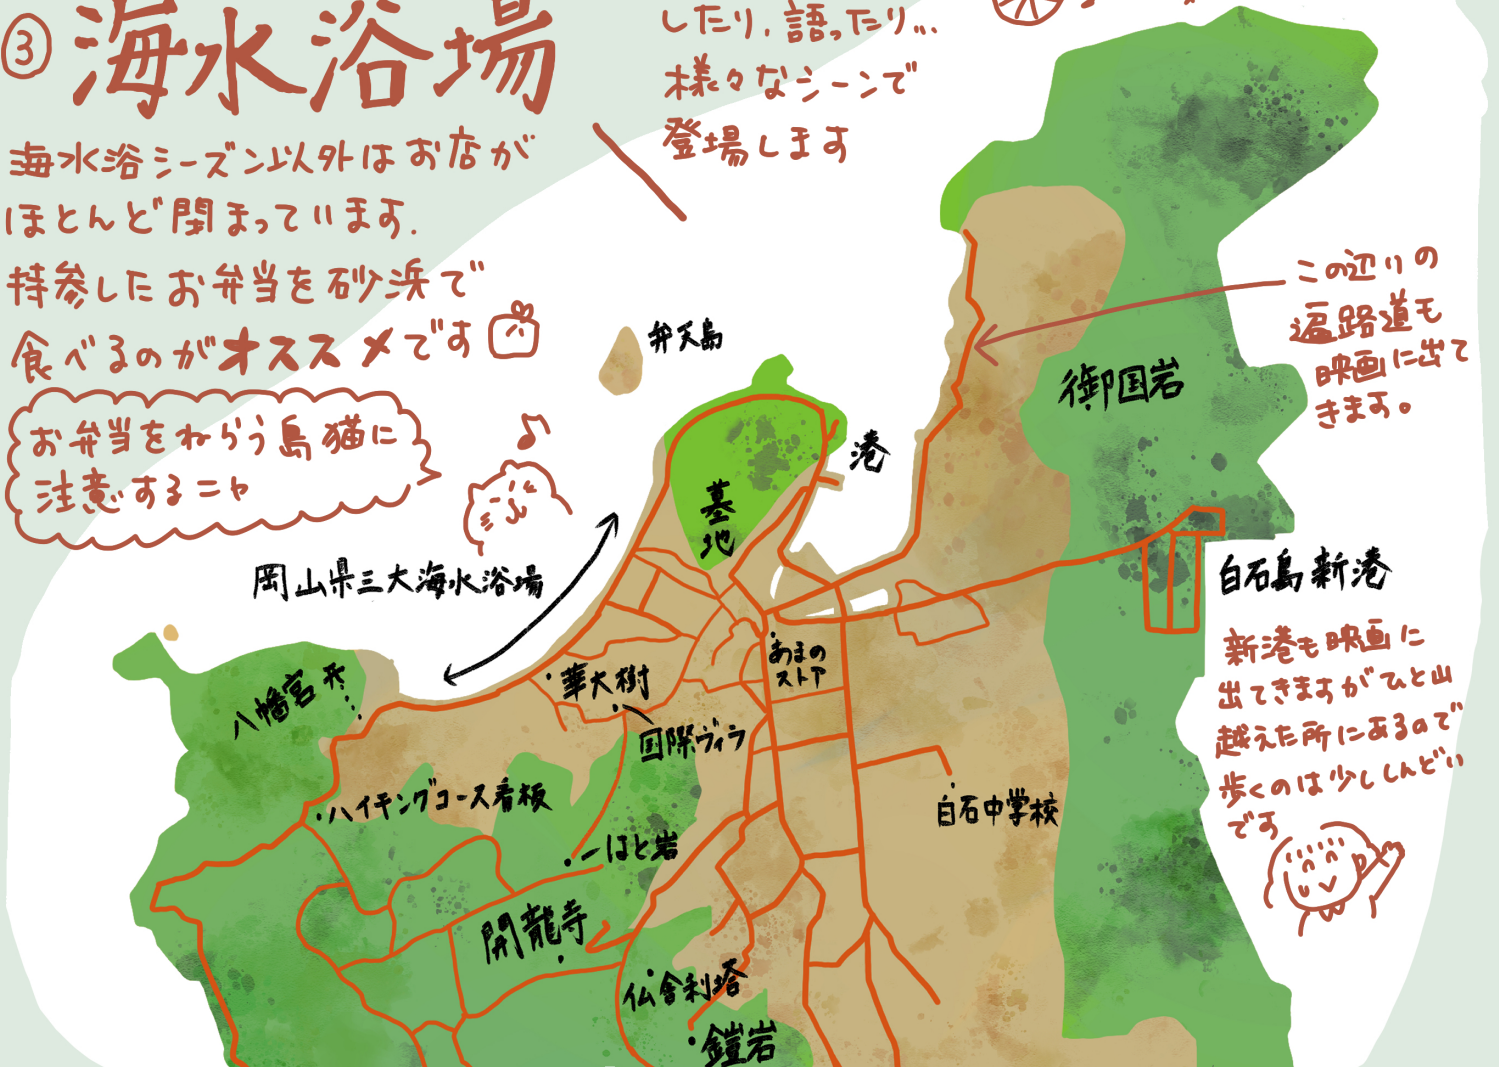 ③ 海水浴場
海水浴シーズン以外はお店が
ほとんど閉まっています.
持参したお弁当を砂浜で
食べるのがオススメです
お弁当をねらう島猫に
注意するニャ
したり、語ったり...
様々なシーンで
登場します
この辺りの
遍路道も
映画に出て
きます。
弁天島
港
墓地
御国岩
岡山県三大海水浴場
白石島新港
新港も映画に
出てきますがひと山
越えた所にあるので
歩くのは少ししんどい
です
八幡宮
華大樹
あまの
ストア
国際ヴィラ
ハイキングコース看板
白石中学校
はと岩
開龍寺
仏舎利塔
鎧岩